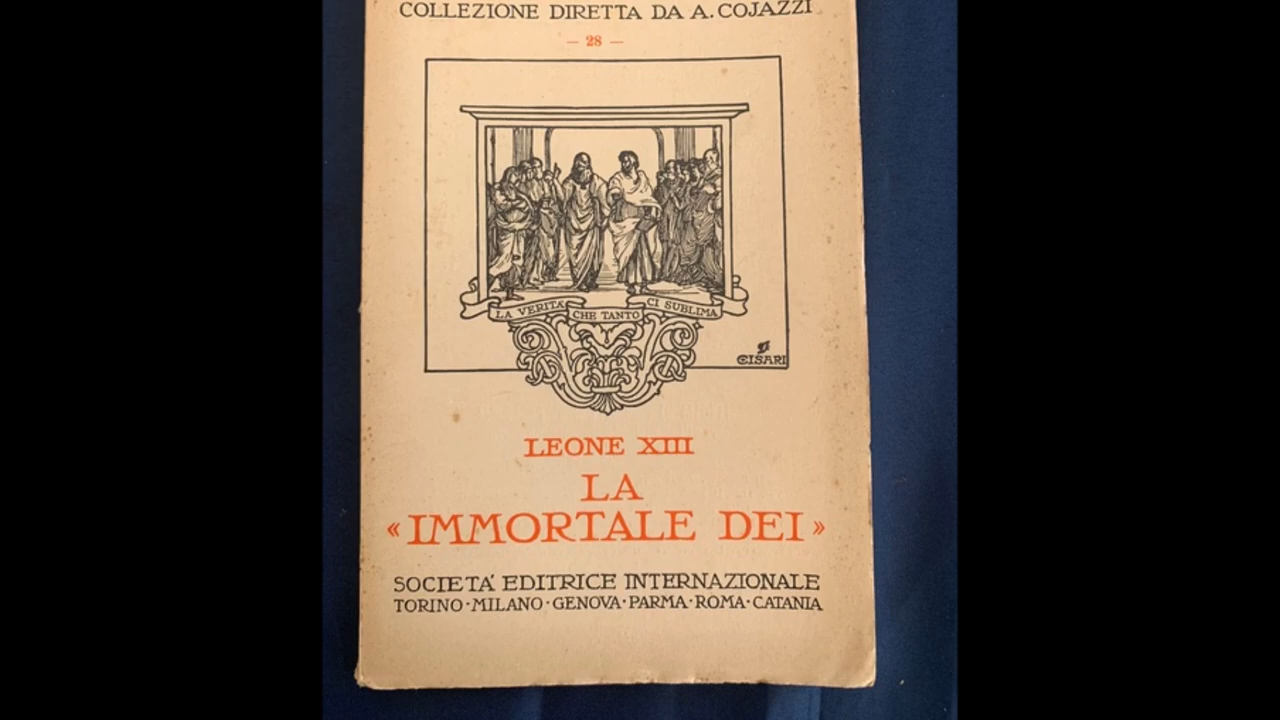 COLLEZIONE DIRETTA DA A. COJAZZI
— 28 —
LA VERITÀ CHE TANTO CI SUBLIMA
CISARI
LEONE XIII
LA
« IMMORTALE DEI »
SOCIETÀ EDITRICE INTERNAZIONALE
TORINO · MILANO · GENOVA · PARMA · ROMA · CATANIA